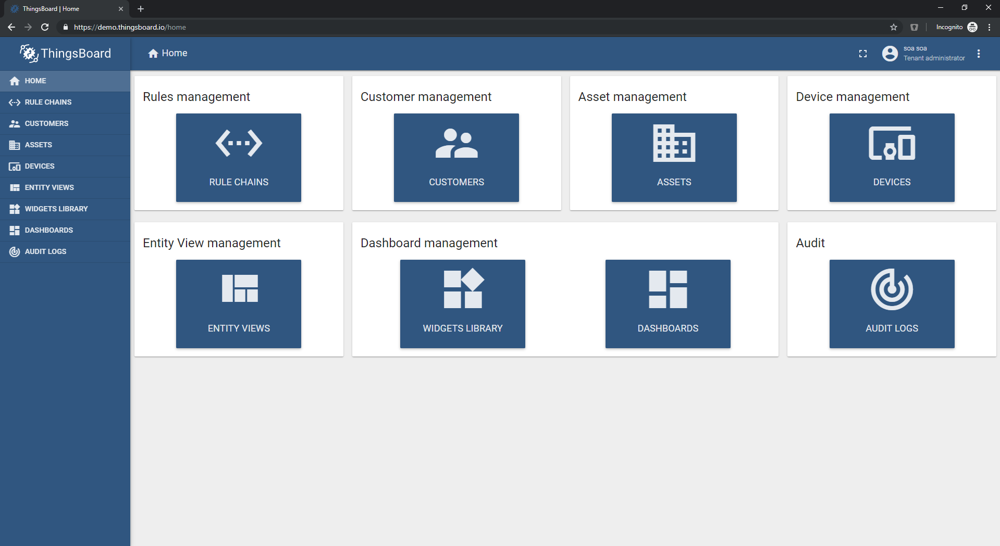 ThingsBoard | Home
https://demo.thingsboard.io/home
Incognito
ThingsBoard
Home
soa soa
Tenant administrator
HOME
RULE CHAINS
CUSTOMERS
ASSETS
DEVICES
ENTITY VIEWS
WIDGETS LIBRARY
DASHBOARDS
AUDIT LOGS
Rules management
RULE CHAINS
Customer management
CUSTOMERS
Asset management
ASSETS
Device management
DEVICES
Entity View management
ENTITY VIEWS
Dashboard management
WIDGETS LIBRARY
DASHBOARDS
Audit
AUDIT LOGS